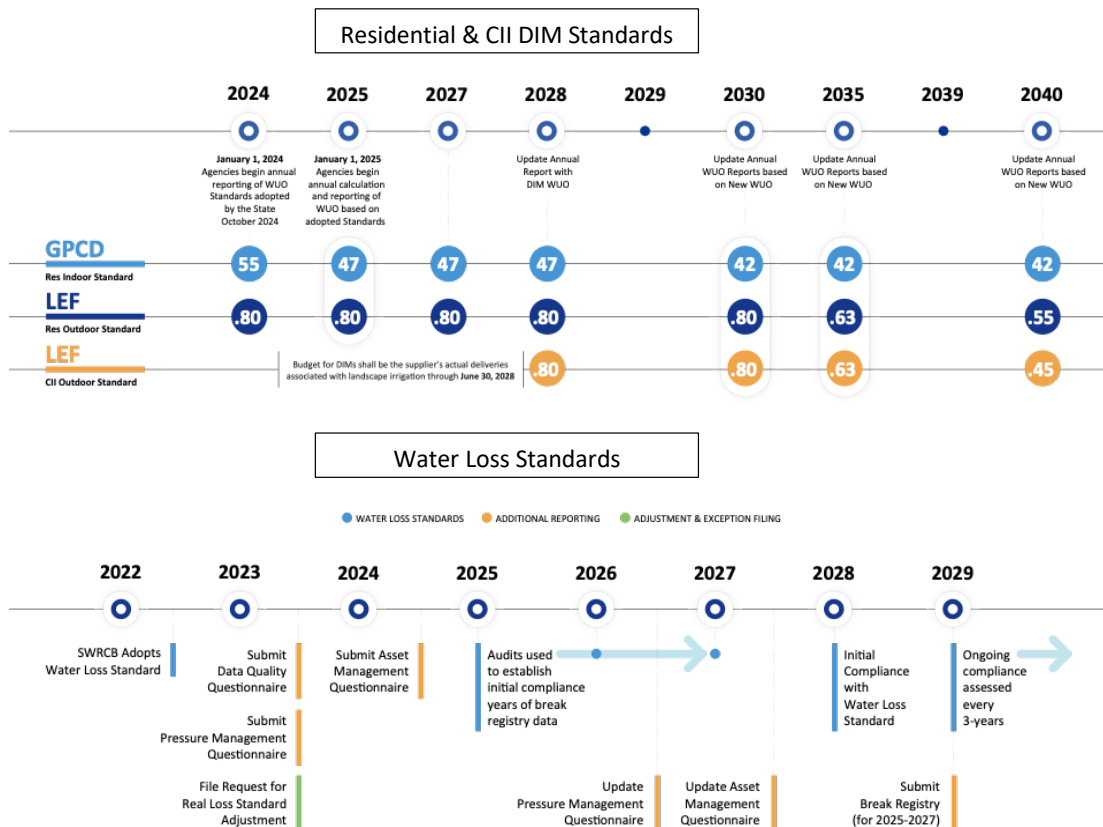 Residential & CII DIM Standards
2024
2025
2027
2028
2029
2030
2035
2039
2040
January 1, 2024
Agencies begin annual
reporting of WUO
Standards adopted
by the State
October 2024
January 1, 2025
Agencies begin
annual calculation
and reporting of
WUO based on
adopted Standards
Update Annual
Report with
DIM WUO
Update Annual
WUO Reports based
on New WUO
Update Annual
WUO Reports based
on New WUO
Update Annual
WUO Reports based
on New WUO
GPCD
Res Indoor Standard
55
47
47
47
42
42
42
LEF
Res Outdoor Standard
.80
.80
.80
.80
.80
.63
.55
LEF
CII Outdoor Standard
Budget for DIMs shall be the supplier's actual deliveries
associated with landscape irrigation through June 30, 2028
.80
.80
.63
.45
Water Loss Standards
WATER LOSS STANDARDS
ADDITIONAL REPORTING
ADJUSTMENT & EXCEPTION FILING
2022
2023
2024
2025
2026
2027
2028
2029
SWRCB Adopts
Water Loss Standard
Submit
Data Quality
Questionnaire
Submit
Pressure Management
Questionnaire
File Request for
Real Loss Standard
Adjustment
Submit Asset
Management
Questionnaire
Audits used
to establish
initial compliance
years of break
registry data
Update
Pressure Management
Questionnaire
Update Asset
Management
Questionnaire
Initial
Compliance
with
Water Loss
Standard
Ongoing
compliance
assessed
every
3-years
Submit
Break Registry
(for 2025-2027)